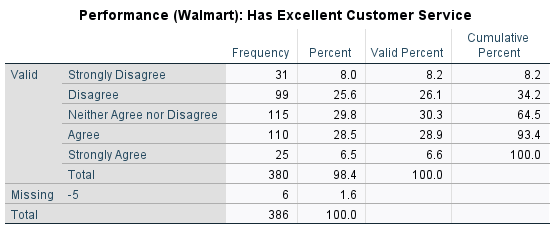 Performance (Walmart): Has Excellent Customer Service
Frequency Percent Valid Percent Cumulative Percent
Valid Strongly Disagree 31 8.0 8.2 8.2
Disagree 99 25.6 26.1 34.2
Neither Agree nor Disagree 115 29.8 30.3 64.5
Agree 110 28.5 28.9 93.4
Strongly Agree 25 6.5 6.6 100.0
Total 380 98.4 100.0
Missing -5 6 1.6
Total 386 100.0